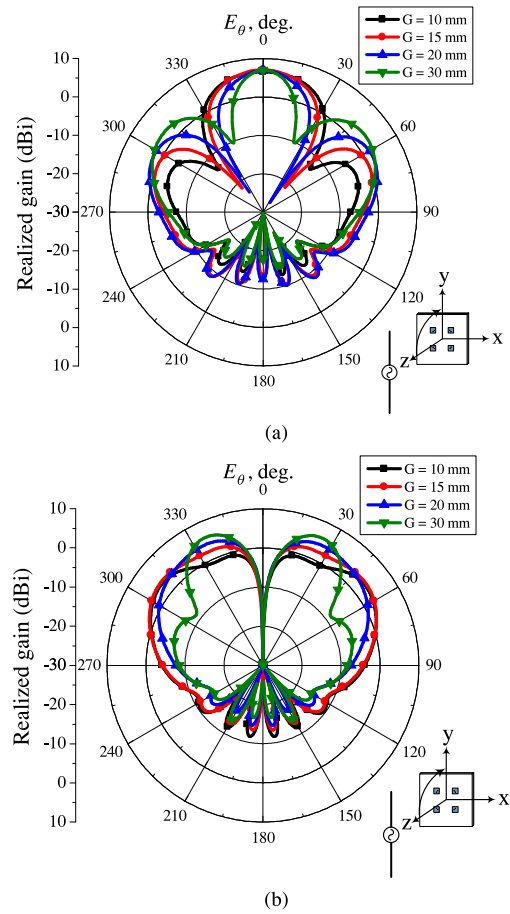 E_θ, deg.
0
30
60
90
120
150
180
210
240
270
300
330
Realized gain (dBi)
10
0
-10
-20
-30
-20
-10
0
10
G = 10 mm
G = 15 mm
G = 20 mm
G = 30 mm
y
x
z
(a)
E_θ, deg.
0
30
60
90
120
150
180
210
240
270
300
330
Realized gain (dBi)
10
0
-10
-20
-30
-20
-10
0
10
G = 10 mm
G = 15 mm
G = 20 mm
G = 30 mm
y
x
z
(b)